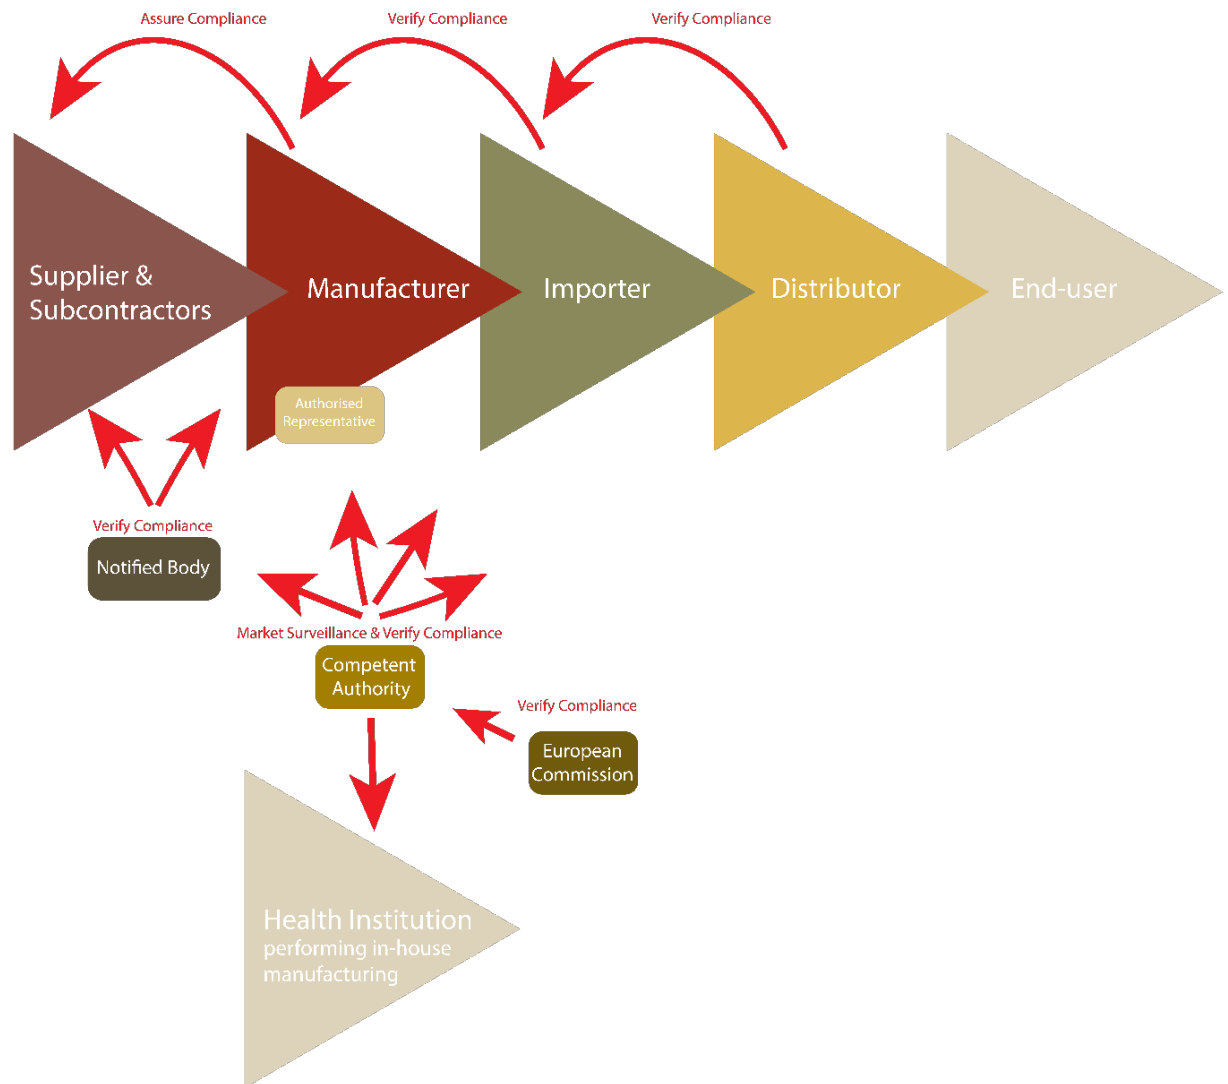 Assure Compliance
Verify Compliance
Verify Compliance
Supplier &
Subcontractors
Manufacturer
Importer
Distributor
End-user
Authorised
Representative
Verify Compliance
Notified Body
Market Surveillance & Verify Compliance
Competent
Authority
Verify Compliance
European
Commission
Health Institution
performing in-house
manufacturing